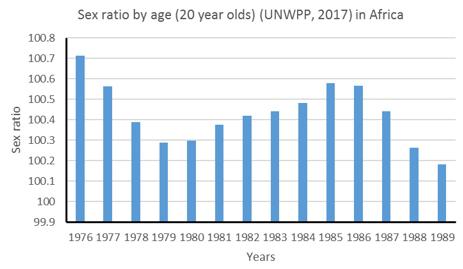 Sex ratio by age (20 year olds) (UNWPP, 2017) in Africa
100.8
100.7
100.6
100.5
100.4
100.3
100.2
100.1
100
99.9
Sex ratio
1976 1977 1978 1979 1980 1981 1982 1983 1984 1985 1986 1987 1988 1989
Years